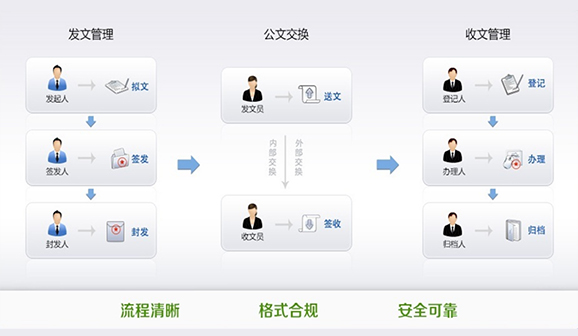 发文管理
公文交换
收文管理
发起人
拟文
签发人
签发
封发人
封发
发文员
送文
内部交换
外部交换
收文员
签收
登记人
登记
办理人
办理
归档人
归档
流程清晰
格式合规
安全可靠